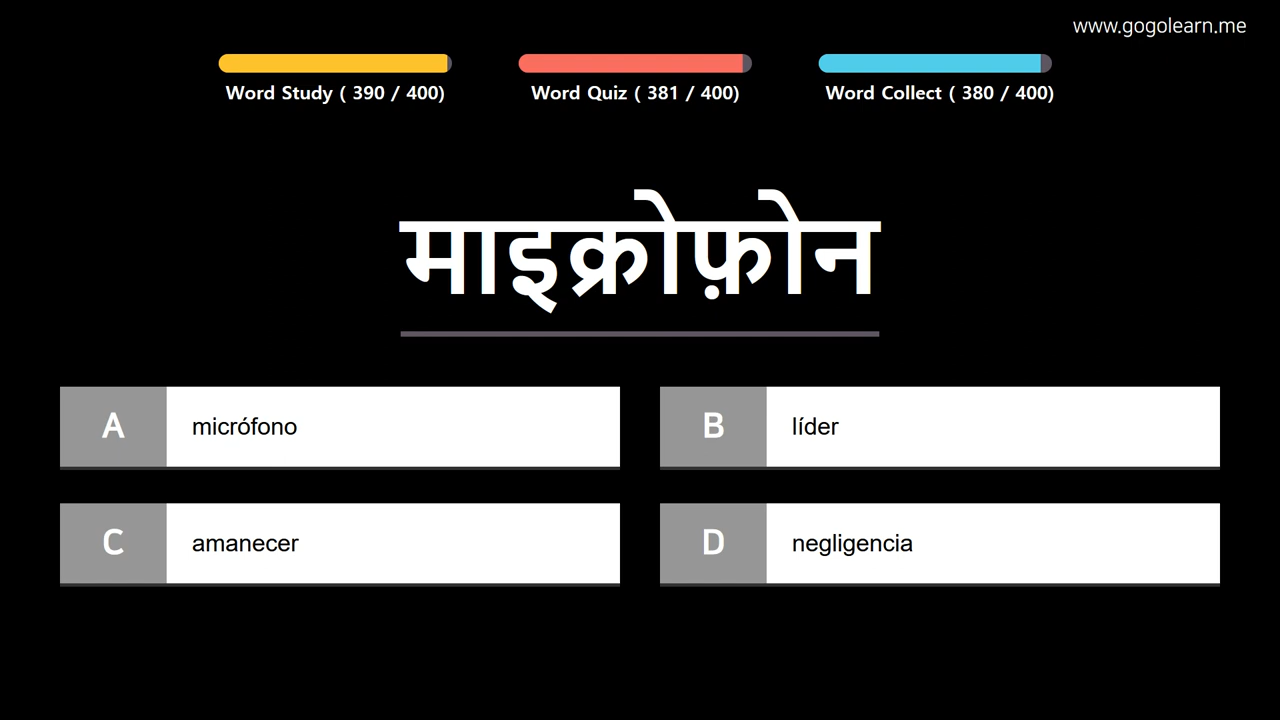 www.gogolearn.me
Word Study ( 390 / 400)
Word Quiz ( 381 / 400)
Word Collect ( 380 / 400)
माइक्रोफ़ोन
A micrófono
B líder
C amanecer
D negligencia